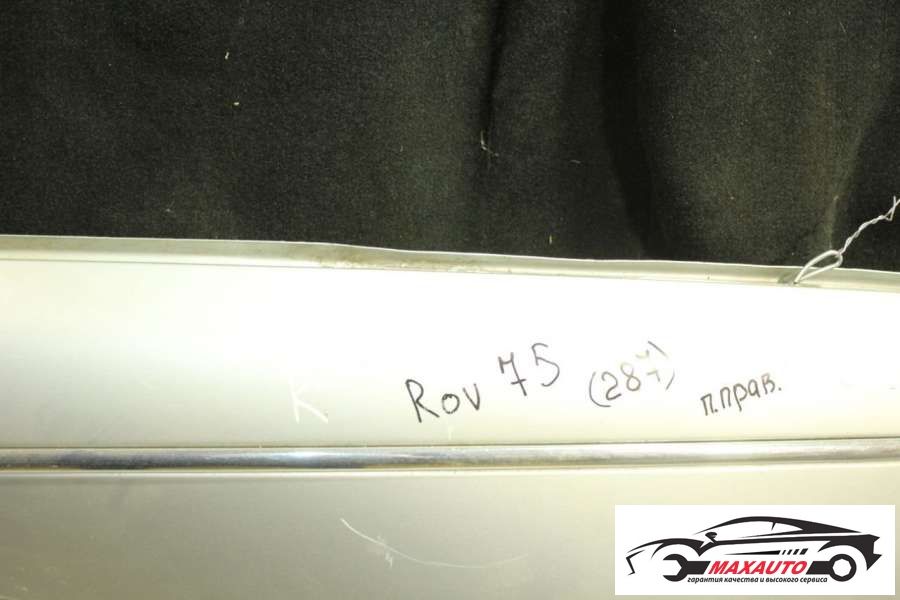 K
Rov 75 (287) п.прав.
MAXAUTO
гарантия качества и высокого сервиса